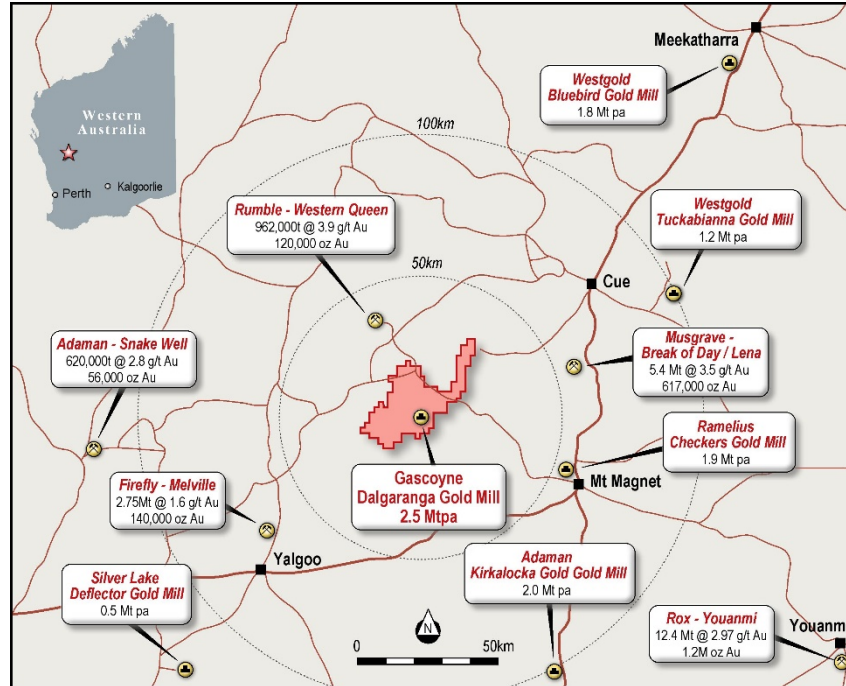 Meekatharra
Westgold
Bluebird Gold Mill
1.8 Mt pa
Western
Australia
Perth
Kalgoorlie
100km
Rumble - Western Queen
962,000t @ 3.9 g/t Au
120,000 oz Au
Westgold
Tuckabianna Gold Mill
1.2 Mt pa
50km
Cue
Adaman - Snake Well
620,000t @ 2.8 g/t Au
56,000 oz Au
Musgrave -
Break of Day / Lena
5.4 Mt @ 3.5 g/t Au
617,000 oz Au
Ramelius
Checkers Gold Mill
1.9 Mt pa
Gascoyne
Dalgaranga Gold Mill
2.5 Mtpa
Mt Magnet
Firefly - Melville
2.75Mt @ 1.6 g/t Au
140,000 oz Au
Yalgoo
Adaman
Kirkalocka Gold Gold Mill
2.0 Mt pa
Silver Lake
Deflector Gold Mill
0.5 Mt pa
N
0
50km
Rox - Youanmi
12.4 Mt @ 2.97 g/t Au
1.2M oz Au
Youanm